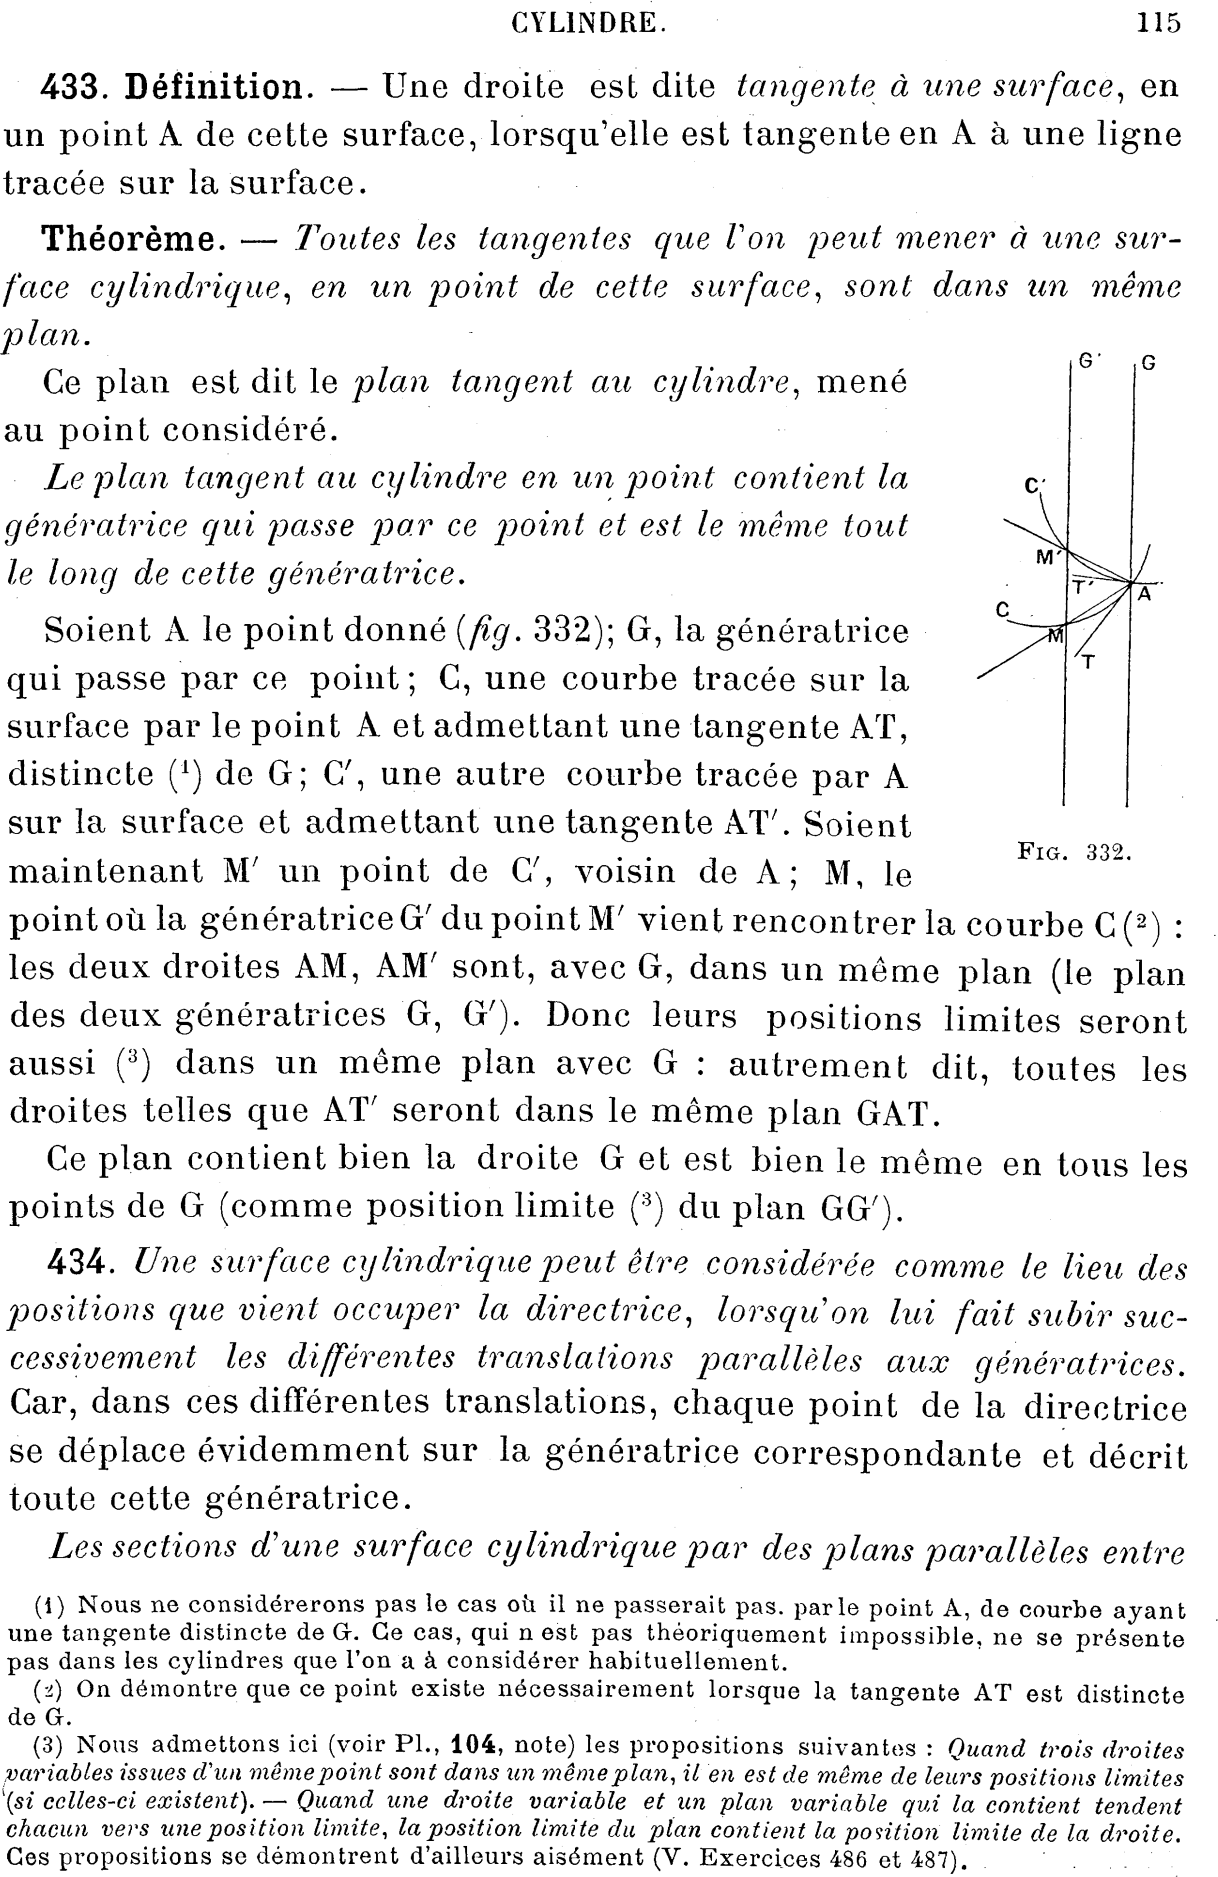 CYLINDRE. 115
433. Définition. — Une droite est dite tangente à une surface, en
un point A de cette surface, lorsqu'elle est tangente en A à une ligne
tracée sur la surface.
Théorème. — Toutes les tangentes que l'on peut mener à une sur-
face cylindrique, en un point de cette surface, sont dans un même
plan.
Ce plan est dit le plan tangent au cylindre, mené
au point considéré.
Le plan tangent au cylindre en un point contient la
génératrice qui passe par ce point et est le même tout
le long de cette génératrice.
Soient A le point donné (fig. 332); G, la génératrice
qui passe par ce point; C, une courbe tracée sur la
surface par le point A et admettant une tangente AT,
distincte (¹) de G; C′, une autre courbe tracée par A
sur la surface et admettant une tangente AT′. Soient
maintenant M′ un point de C′, voisin de A; M, le
point où la génératrice G′ du point M′ vient rencontrer la courbe C (²) :
les deux droites AM, AM′ sont, avec G, dans un même plan (le plan
des deux génératrices G, G′). Donc leurs positions limites seront
aussi (³) dans un même plan avec G : autrement dit, toutes les
droites telles que AT′ seront dans le même plan GAT.
Ce plan contient bien la droite G et est bien le même en tous les
points de G (comme position limite (³) du plan GG′).
G′
G
C′
M′
T′
A
C
M
T
FIG. 332.
434. Une surface cylindrique peut être considérée comme le lieu des
positions que vient occuper la directrice, lorsqu'on lui fait subir suc-
cessivement les différentes translations parallèles aux génératrices.
Car, dans ces différentes translations, chaque point de la directrice
se déplace évidemment sur la génératrice correspondante et décrit
toute cette génératrice.
Les sections d'une surface cylindrique par des plans parallèles entre
(1) Nous ne considérerons pas le cas où il ne passerait pas. par le point A, de courbe ayant
une tangente distincte de G. Ce cas, qui n est pas théoriquement impossible, ne se présente
pas dans les cylindres que l'on a à considérer habituellement.
(2) On démontre que ce point existe nécessairement lorsque la tangente AT est distincte
de G.
(3) Nous admettons ici (voir Pl., 104, note) les propositions suivantes : Quand trois droites
variables issues d'un même point sont dans un même plan, il en est de même de leurs positions limites
(si celles-ci existent). — Quand une droite variable et un plan variable qui la contient tendent
chacun vers une position limite, la position limite du plan contient la position limite de la droite.
Ces propositions se démontrent d'ailleurs aisément (V. Exercices 486 et 487).